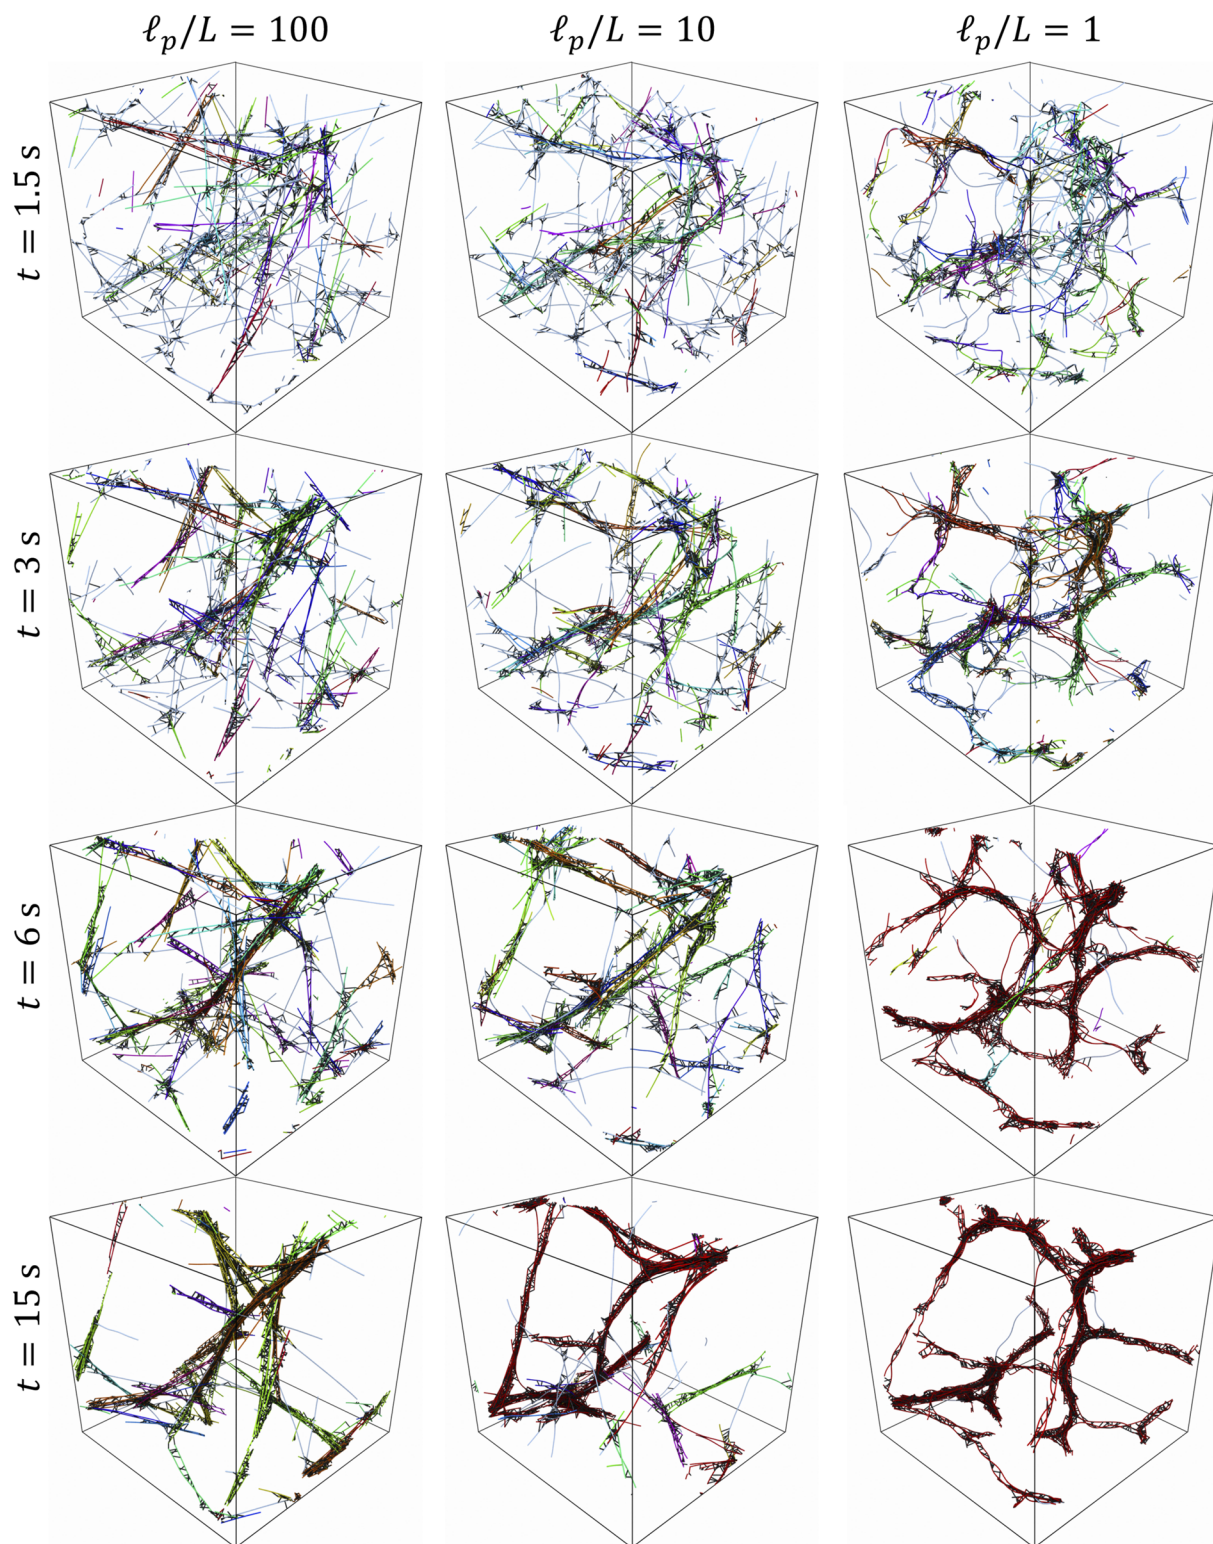 ℓₚ/L = 100
ℓₚ/L = 10
ℓₚ/L = 1
t = 1.5 s
t = 3 s
t = 6 s
t = 15 s